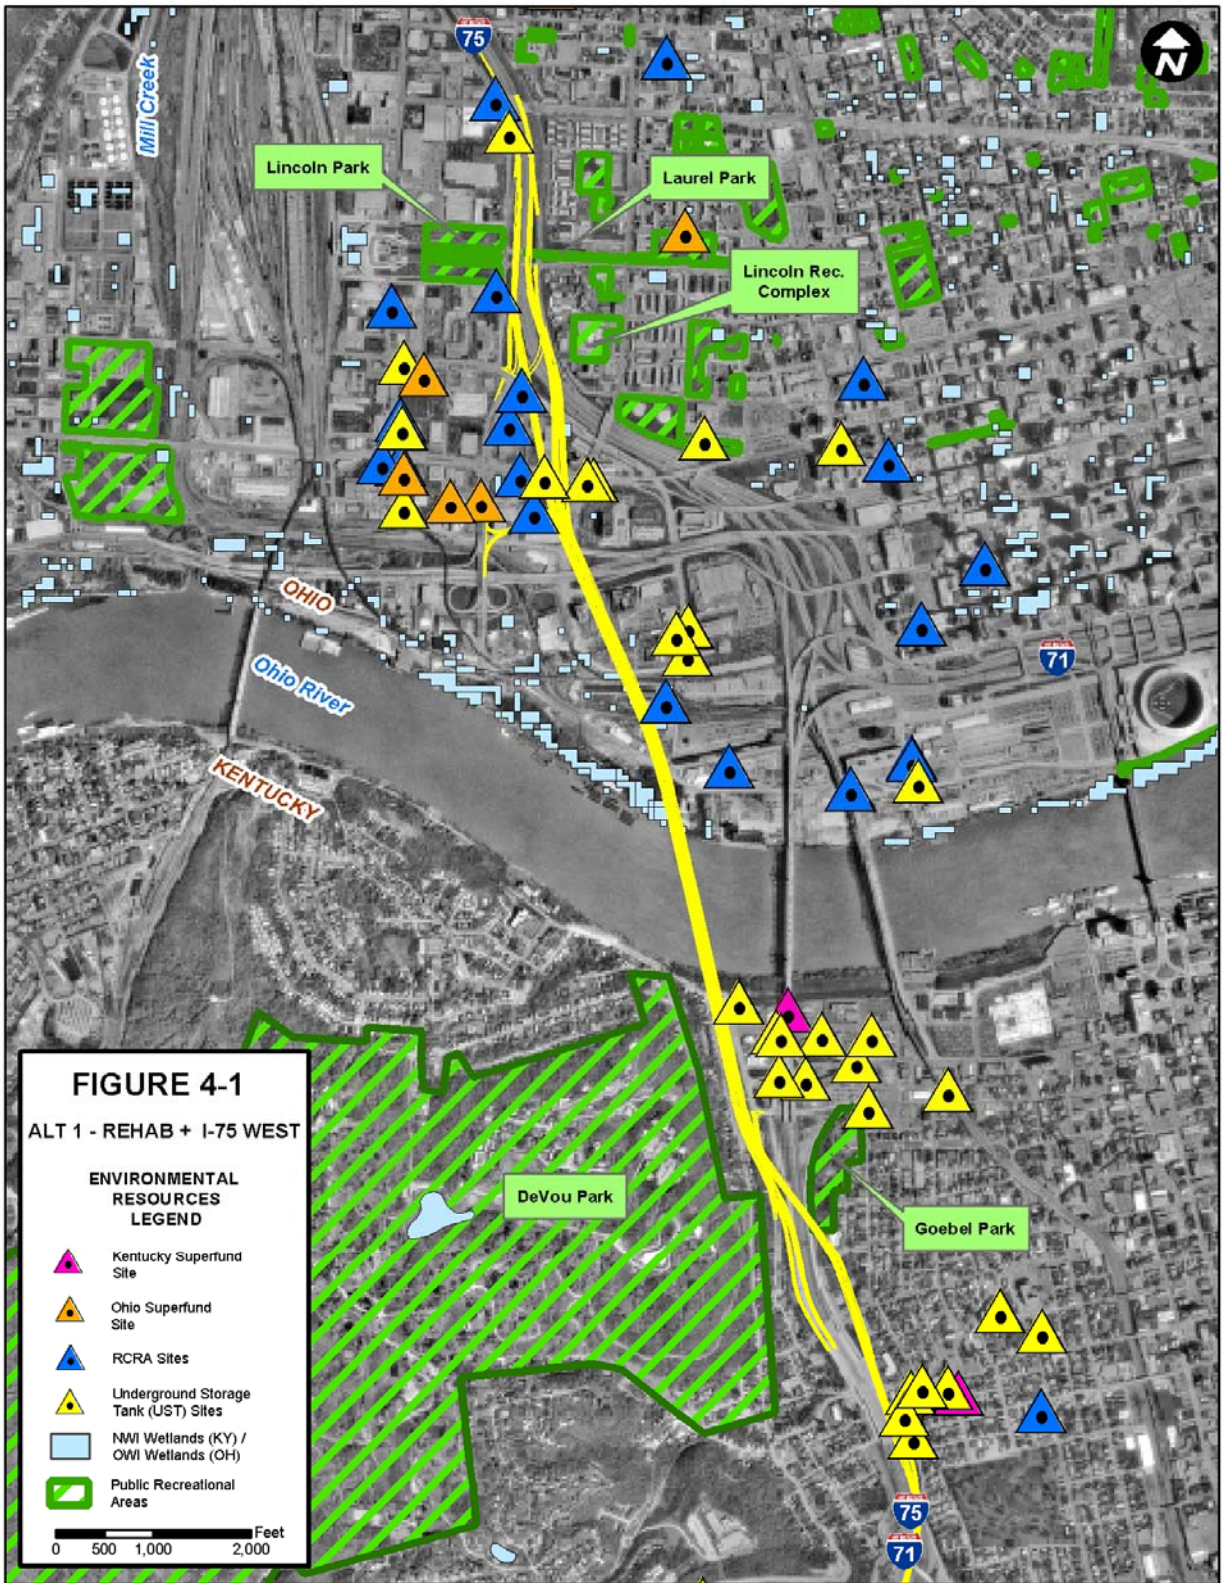 75
N
Mill Creek
Lincoln Park
Laurel Park
Lincoln Rec.
Complex
OHIO
Ohio River
71
KENTUCKY
FIGURE 4-1
ALT 1 - REHAB + I-75 WEST
ENVIRONMENTAL
RESOURCES
LEGEND
Kentucky Superfund
Site
Ohio Superfund
Site
RCRA Sites
Underground Storage
Tank (UST) Sites
NWI Wetlands (KY) /
OWI Wetlands (OH)
Public Recreational
Areas
Feet
0 500 1,000 2,000
DeVou Park
Goebel Park
75
71